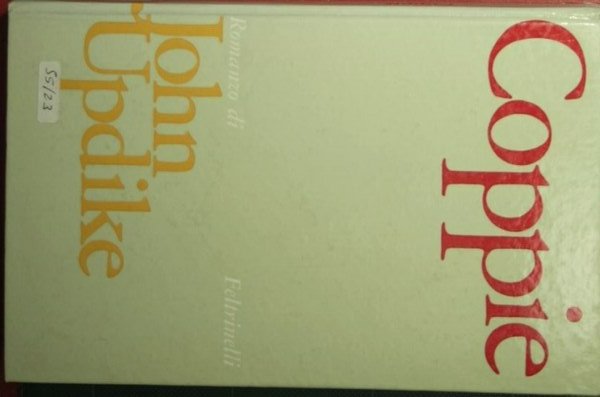 Coppie
Romanzo di Feltrinelli
John
Updike
55/23